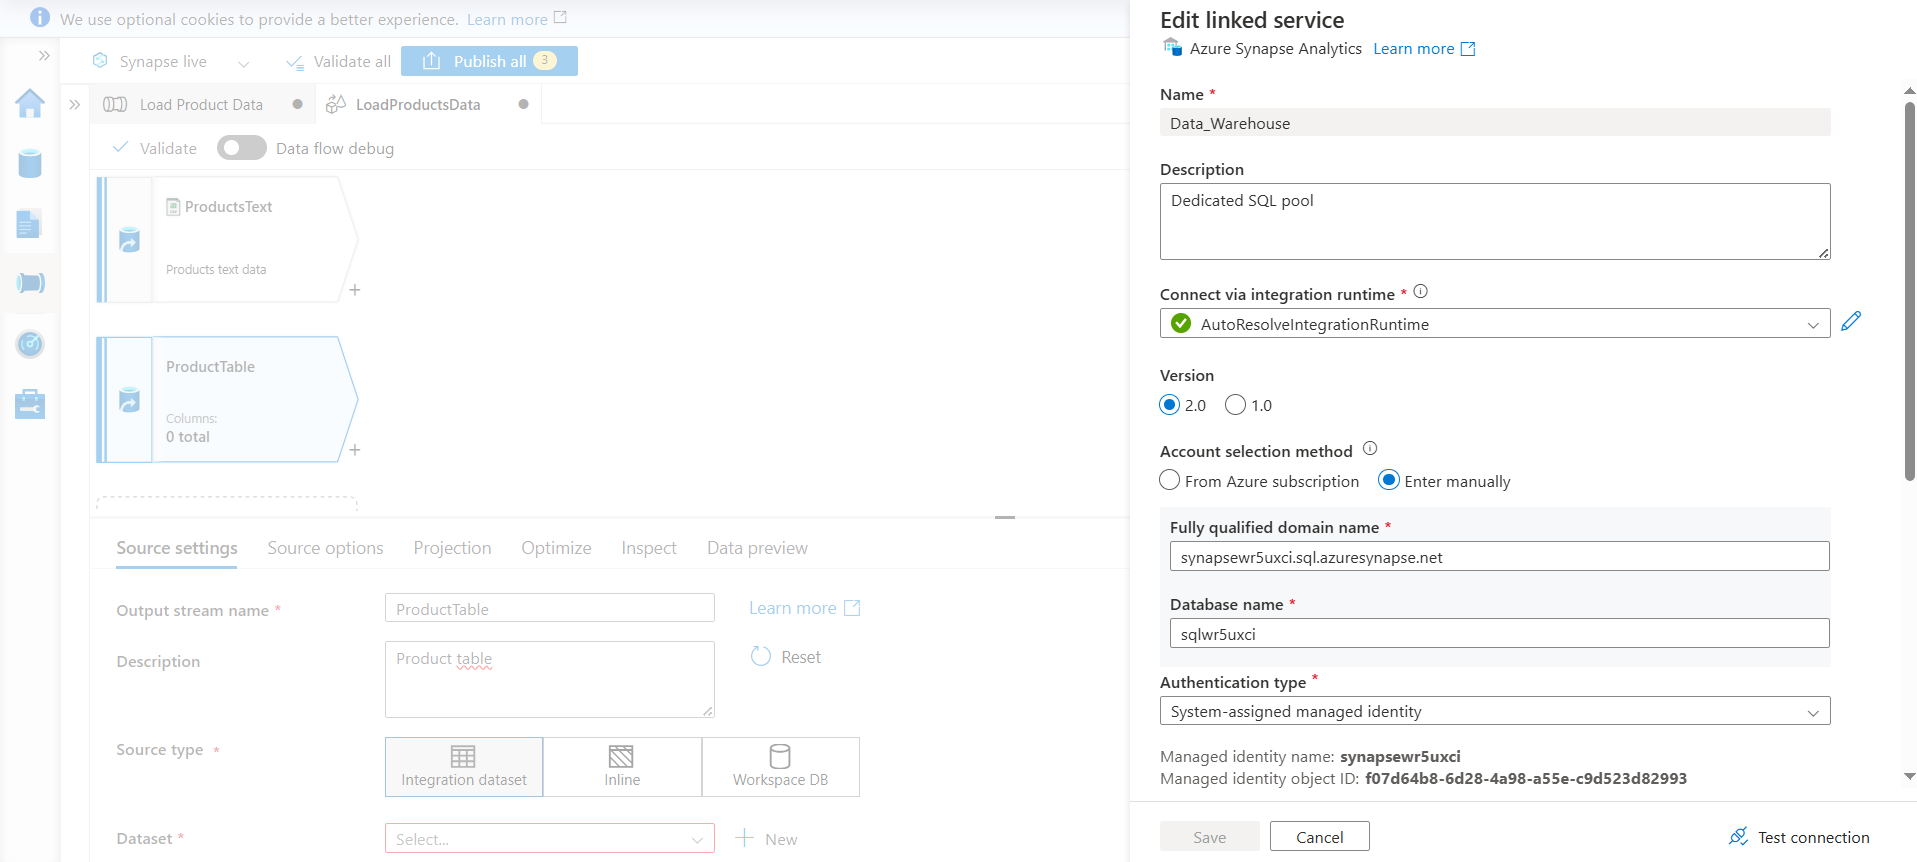 We use optional cookies to provide a better experience. Learn more
Synapse live
Validate all
Publish all 3
Load Product Data
LoadProductsData
Validate
Data flow debug
ProductsText
Products text data
+
ProductTable
Columns:
0 total
+
Source settings
Source options
Projection
Optimize
Inspect
Data preview
Output stream name *
ProductTable
Learn more
Description
Product table
Reset
Source type *
Integration dataset
Inline
Workspace DB
Dataset *
Select...
+ New
Edit linked service
Azure Synapse Analytics Learn more
Name *
Data_Warehouse
Description
Dedicated SQL pool
Connect via integration runtime *
AutoResolveIntegrationRuntime
Version
2.0 1.0
Account selection method
From Azure subscription Enter manually
Fully qualified domain name *
synapsewr5uxci.sql.azuresynapse.net
Database name *
sqlwr5uxci
Authentication type *
System-assigned managed identity
Managed identity name: synapsewr5uxci
Managed identity object ID: f07d64b8-6d28-4a98-a55e-c9d523d82993
Save
Cancel
Test connection